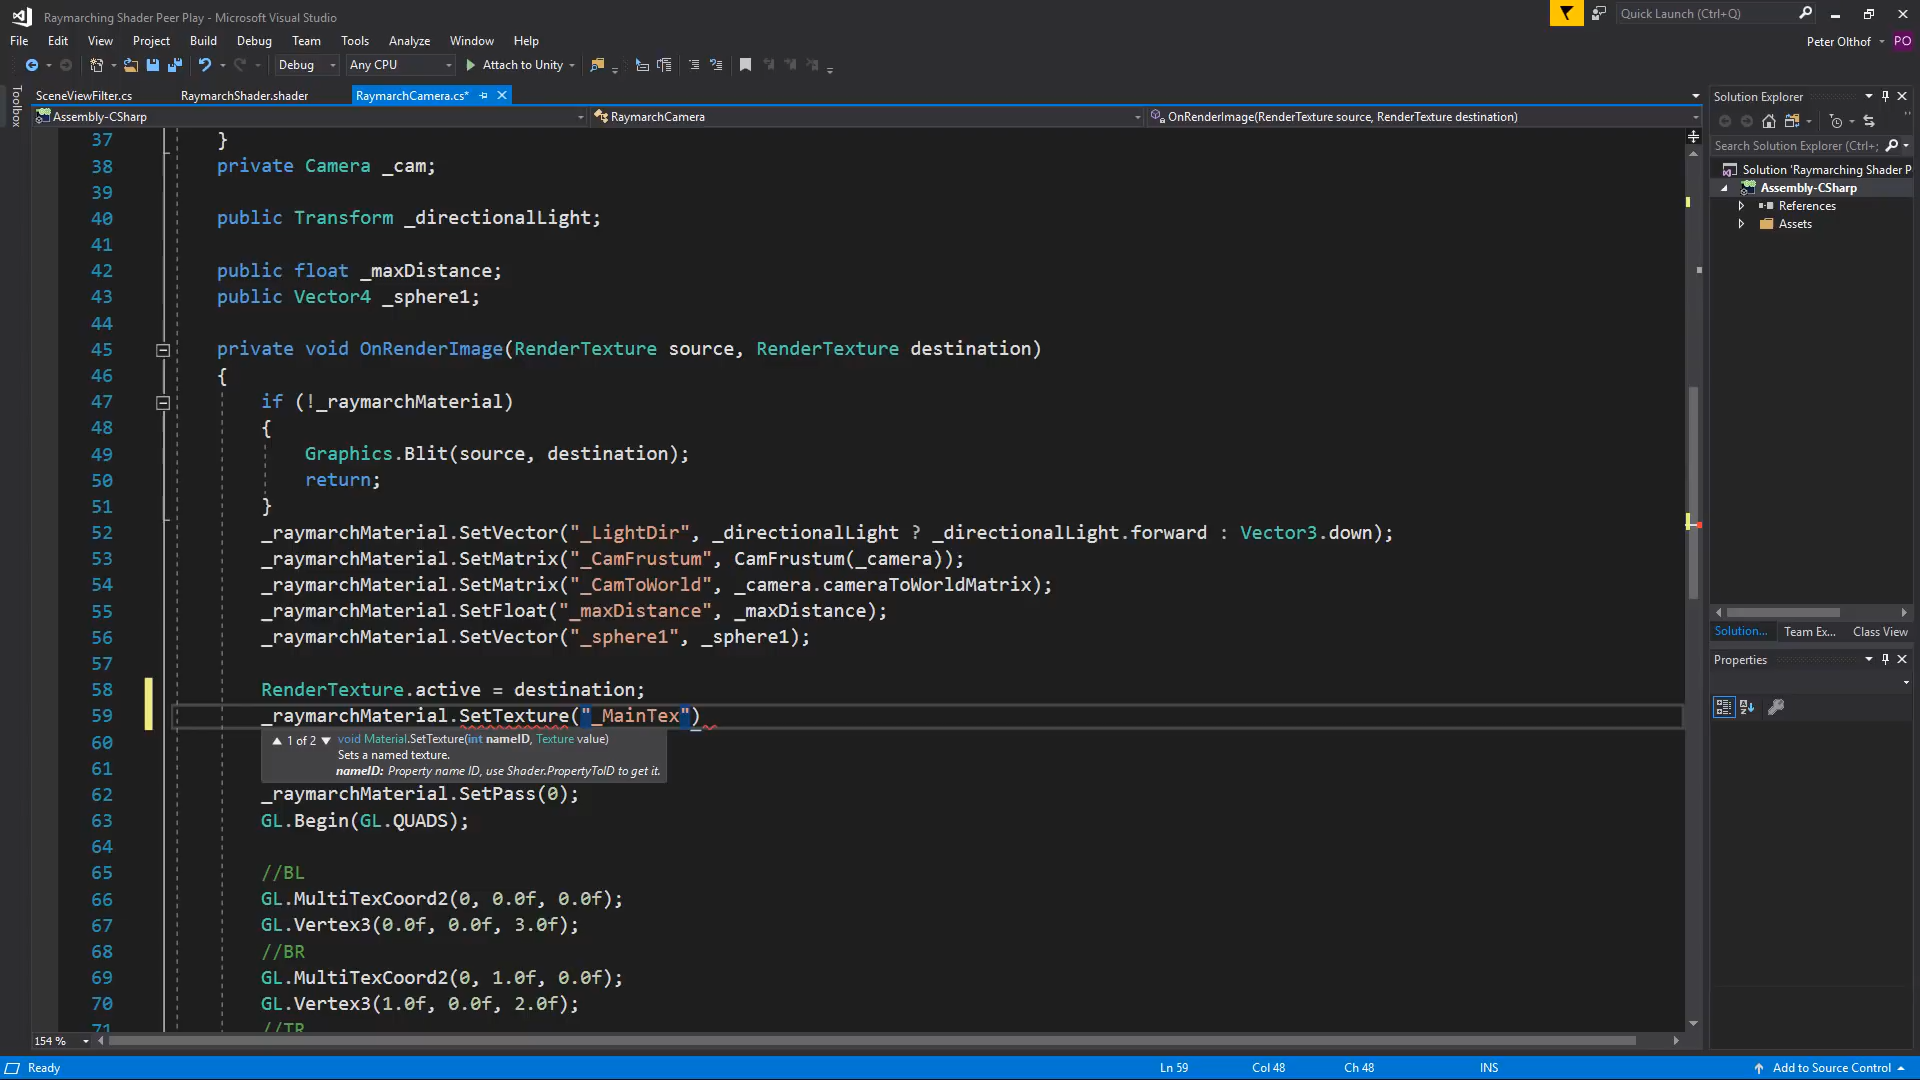 Raymarching Shader Peer Play - Microsoft Visual Studio
Quick Launch (Ctrl+Q)
File Edit View Project Build Debug Team Tools Analyze Window Help
Peter Olthof PO
Debug Any CPU Attach to Unity
Toolbox
SceneViewFilter.cs RaymarchShader.shader RaymarchCamera.cs*
Assembly-CSharp RaymarchCamera OnRenderImage(RenderTexture source, RenderTexture destination)
37 }
38 private Camera _cam;
39
40 public Transform _directionalLight;
41
42 public float _maxDistance;
43 public Vector4 _sphere1;
44
45 private void OnRenderImage(RenderTexture source, RenderTexture destination)
46 {
47 if (!_raymarchMaterial)
48 {
49 Graphics.Blit(source, destination);
50 return;
51 }
52 _raymarchMaterial.SetVector("_LightDir", _directionalLight ? _directionalLight.forward : Vector3.down);
53 _raymarchMaterial.SetMatrix("_CamFrustum", CamFrustum(_camera));
54 _raymarchMaterial.SetMatrix("_CamToWorld", _camera.cameraToWorldMatrix);
55 _raymarchMaterial.SetFloat("_maxDistance", _maxDistance);
56 _raymarchMaterial.SetVector("_sphere1", _sphere1);
57
58 RenderTexture.active = destination;
59 _raymarchMaterial.SetTexture("_MainTex")
60 ▲ 1 of 2 ▼ void Material.SetTexture(int nameID, Texture value)
Sets a named texture.
61 nameID: Property name ID, use Shader.PropertyToID to get it.
62 _raymarchMaterial.SetPass(0);
63 GL.Begin(GL.QUADS);
64
65 //BL
66 GL.MultiTexCoord2(0, 0.0f, 0.0f);
67 GL.Vertex3(0.0f, 0.0f, 3.0f);
68 //BR
69 GL.MultiTexCoord2(0, 1.0f, 0.0f);
70 GL.Vertex3(1.0f, 0.0f, 2.0f);
71 //TR
154 %
Solution Explorer
Search Solution Explorer (Ctrl+;
Solution 'Raymarching Shader P
Assembly-CSharp
References
Assets
Solution... Team Ex... Class View
Properties
Ready Ln 59 Col 48 Ch 48 INS Add to Source Control